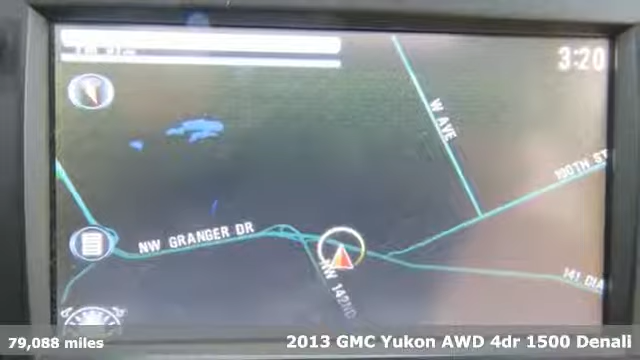 3:20
W AVE
190TH ST
NW GRANGER DR
NW 142ND
141 DIA
79,088 miles
2013 GMC Yukon AWD 4dr 1500 Denali